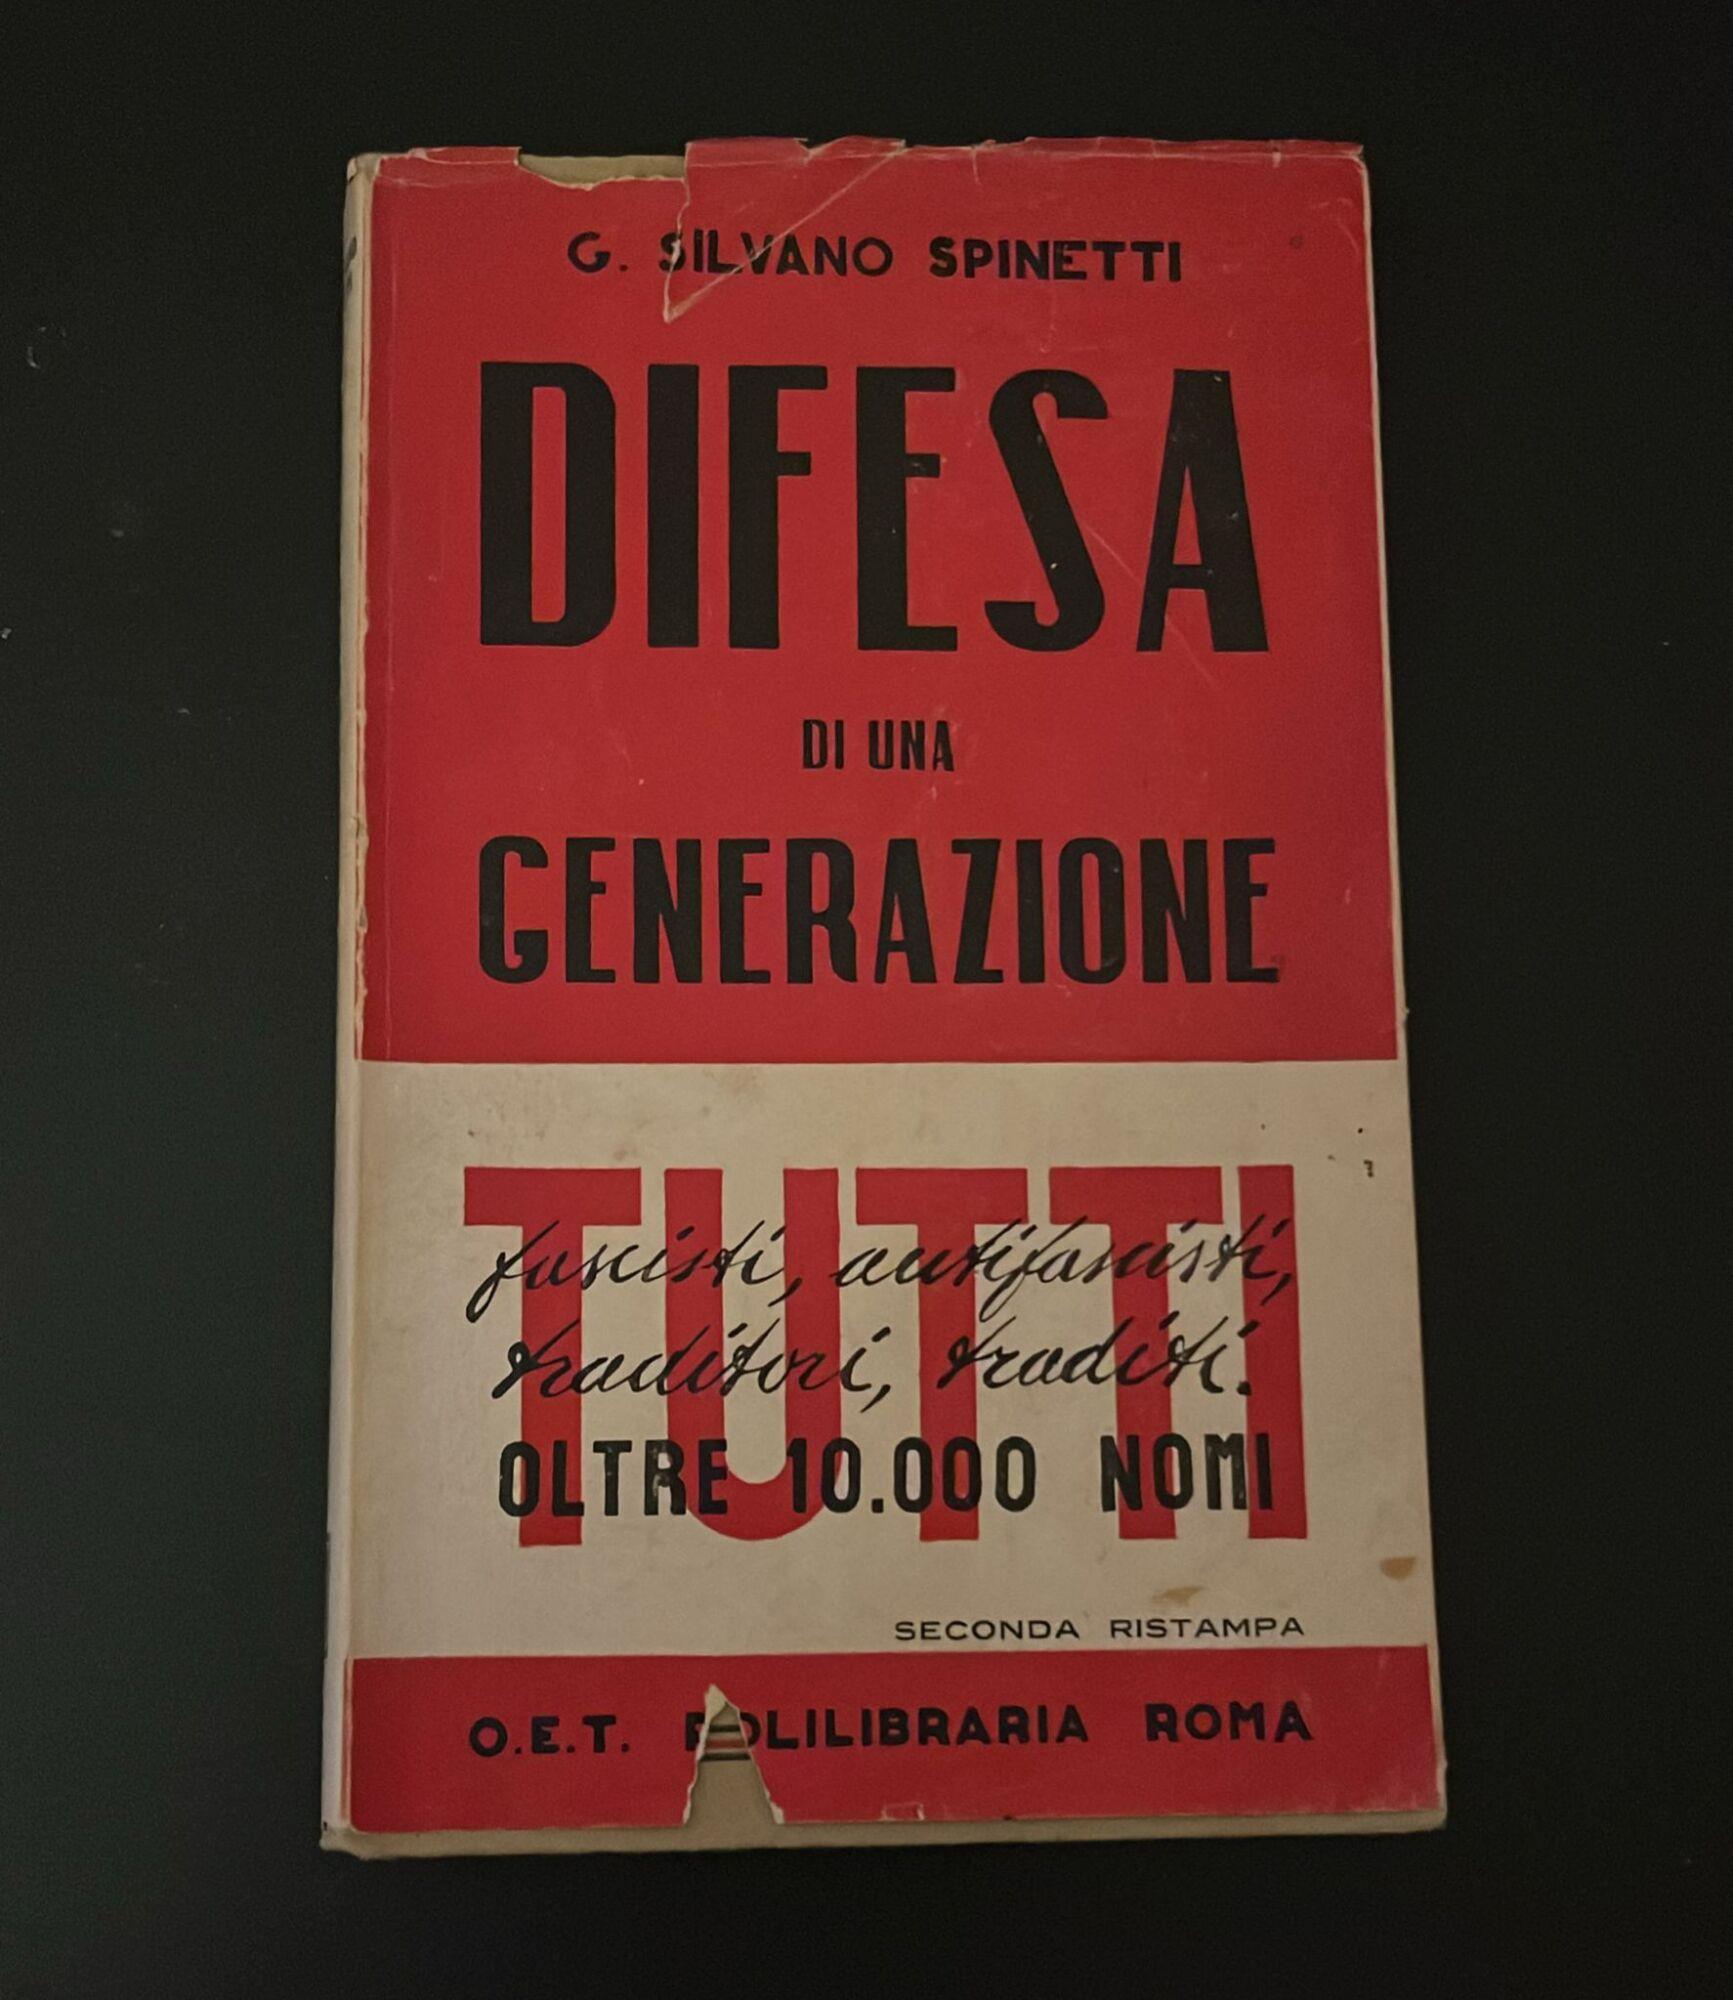 G. SILVANO SPINETTI
DIFESA
DI UNA
GENERAZIONE
TUTTI
fascisti, antifascisti,
traditori, traditi.
OLTRE 10.000 NOMI
SECONDA RISTAMPA
O.E.T. POLILIBRARIA ROMA